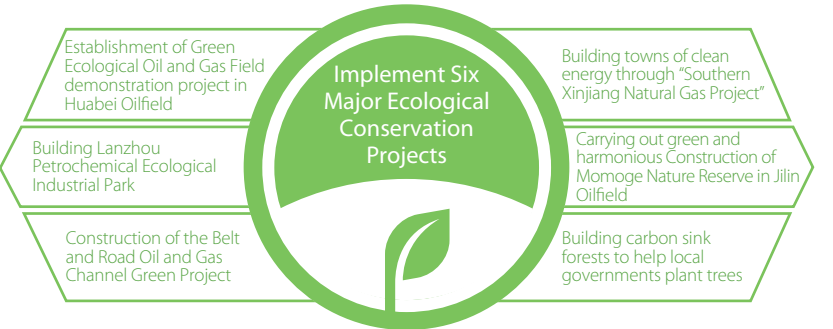 Implement Six
Major Ecological
Conservation
Projects
Establishment of Green
Ecological Oil and Gas Field
demonstration project in
Huabei Oilfield
Building Lanzhou
Petrochemical Ecological
Industrial Park
Construction of the Belt
and Road Oil and Gas
Channel Green Project
Building towns of clean
energy through “Southern
Xinjiang Natural Gas Project”
Carrying out green and
harmonious Construction of
Momoge Nature Reserve in Jilin
Oilfield
Building carbon sink
forests to help local
governments plant trees